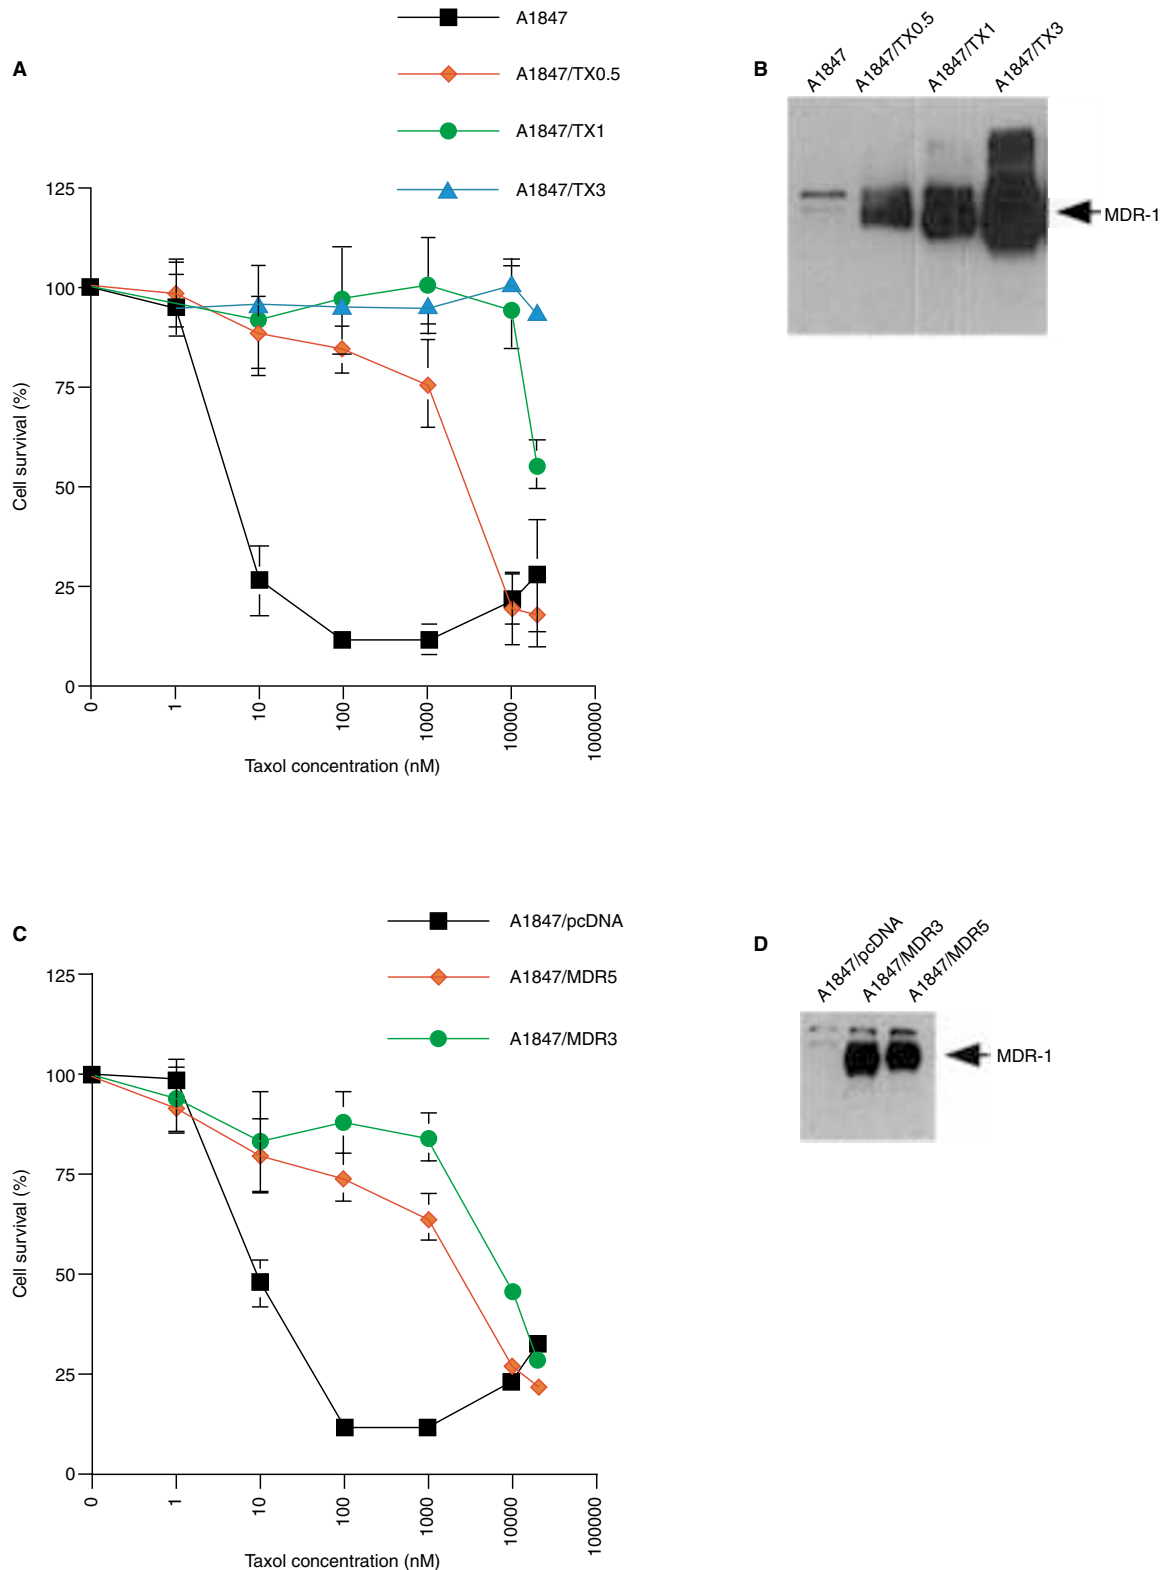 A1847
A1847/TX0.5
A1847/TX1
A1847/TX3
A
125
100
75
50
25
0
Cell survival (%)
0
1
10
100
1000
10000
100000
Taxol concentration (nM)
B
A1847
A1847/TX0.5
A1847/TX1
A1847/TX3
MDR-1
C
A1847/pcDNA
A1847/MDR5
A1847/MDR3
125
100
75
50
25
0
Cell survival (%)
0
1
10
100
1000
10000
100000
Taxol concentration (nM)
D
A1847/pcDNA
A1847/MDR3
A1847/MDR5
MDR-1